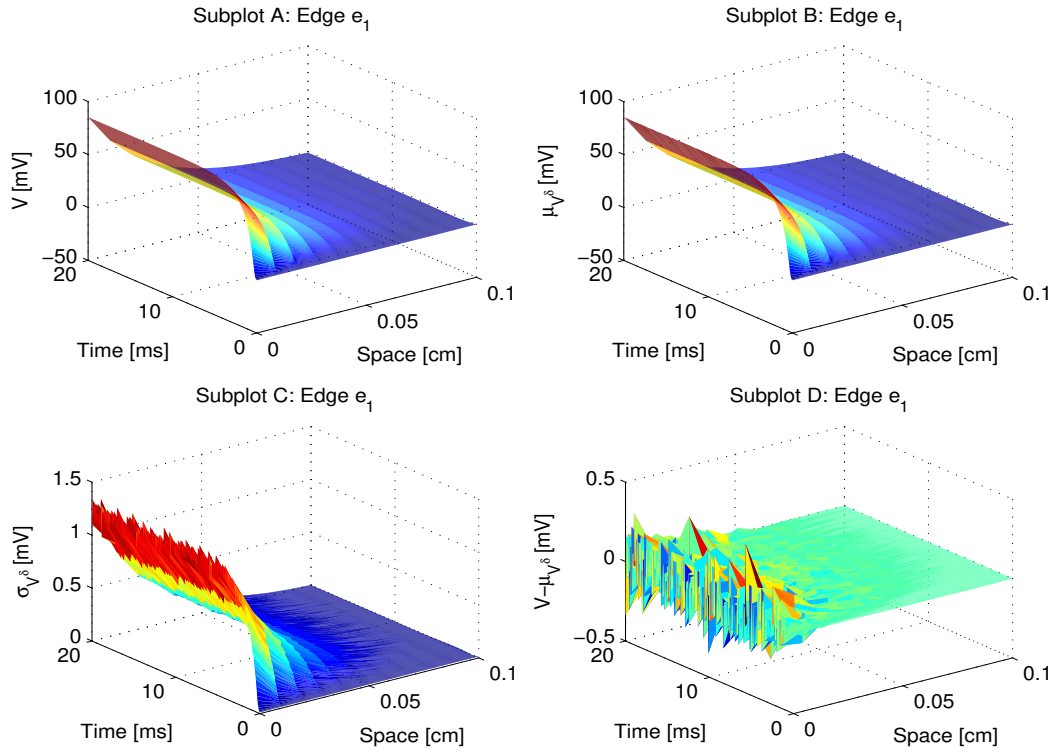 Subplot A: Edge e₁
V [mV]
100
50
0
−50
20
10
0
Time [ms]
0
0.05
0.1
Space [cm]
Subplot B: Edge e₁
μ_V^δ [mV]
100
50
0
−50
20
10
0
Time [ms]
0
0.05
0.1
Space [cm]
Subplot C: Edge e₁
σ_V^δ [mV]
1.5
1
0.5
0
20
10
0
Time [ms]
0
0.05
0.1
Space [cm]
Subplot D: Edge e₁
V−μ_V^δ [mV]
0.5
0
−0.5
20
10
0
Time [ms]
0
0.05
0.1
Space [cm]